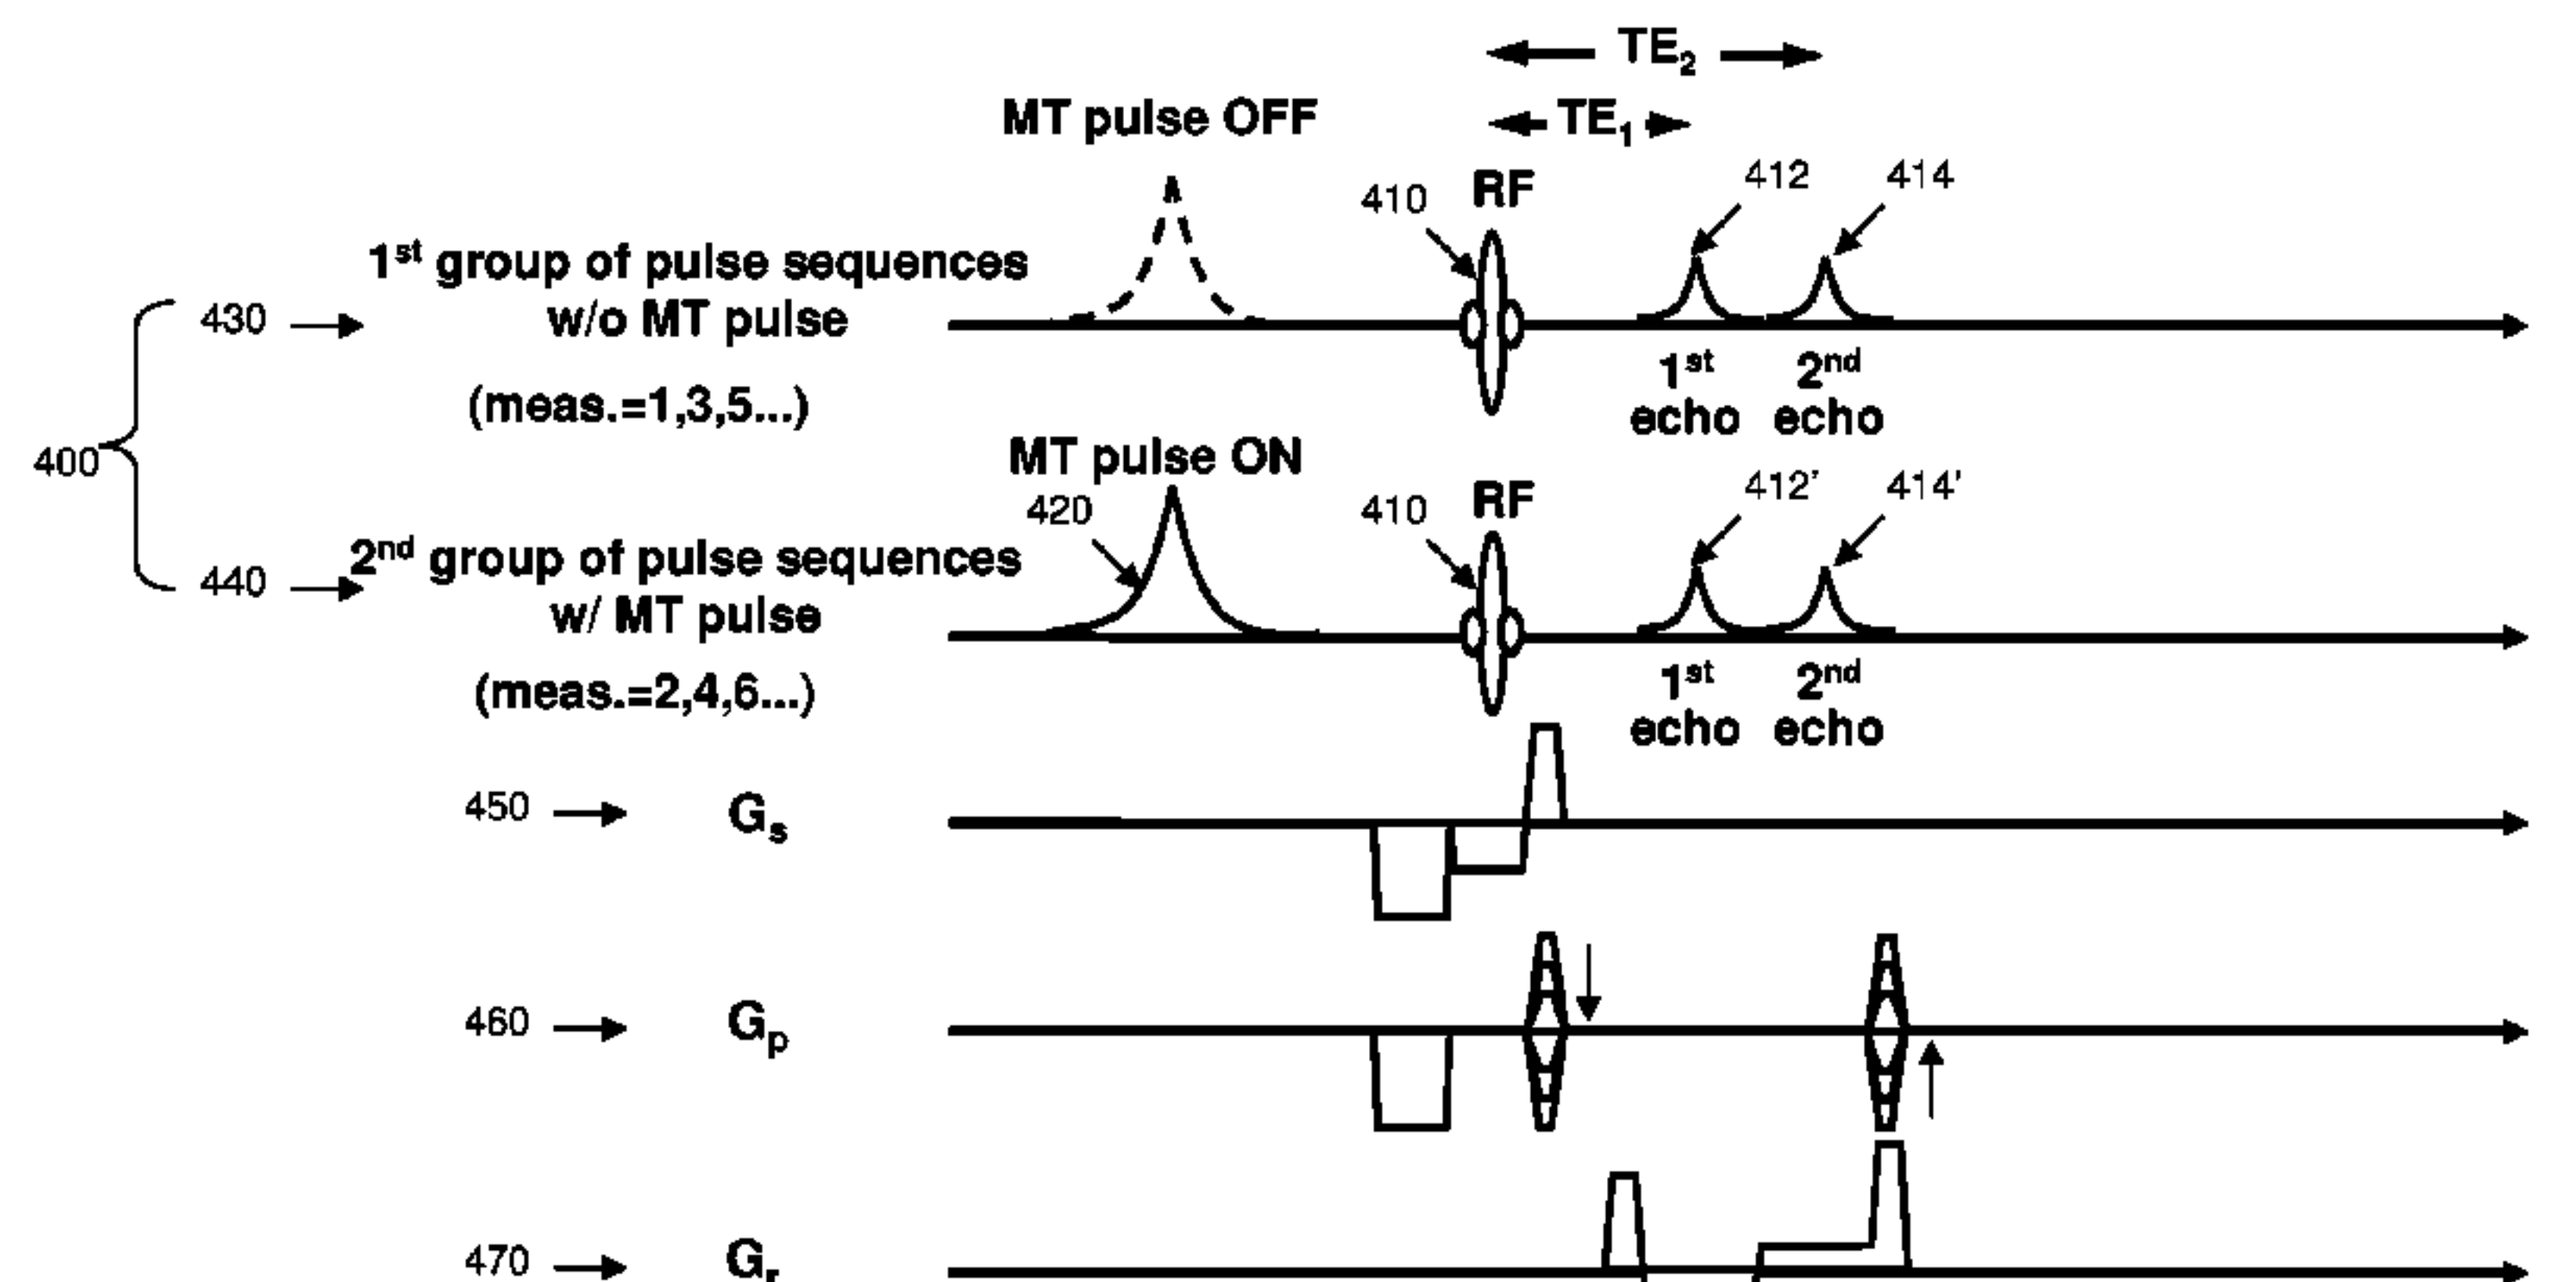 TE2
MT pulse OFF
TE1
412
414
410
RF
1st group of pulse sequences
430
w/o MT pulse
1st
2nd
(meas.=1,3,5...)
echo
echo
400
MT pulse ON
420
410
RF
412'
414'
2nd group of pulse sequences
440
w/ MT pulse
1st
2nd
(meas.=2,4,6...)
echo
echo
450
Gs
460
Gp
470
Gr